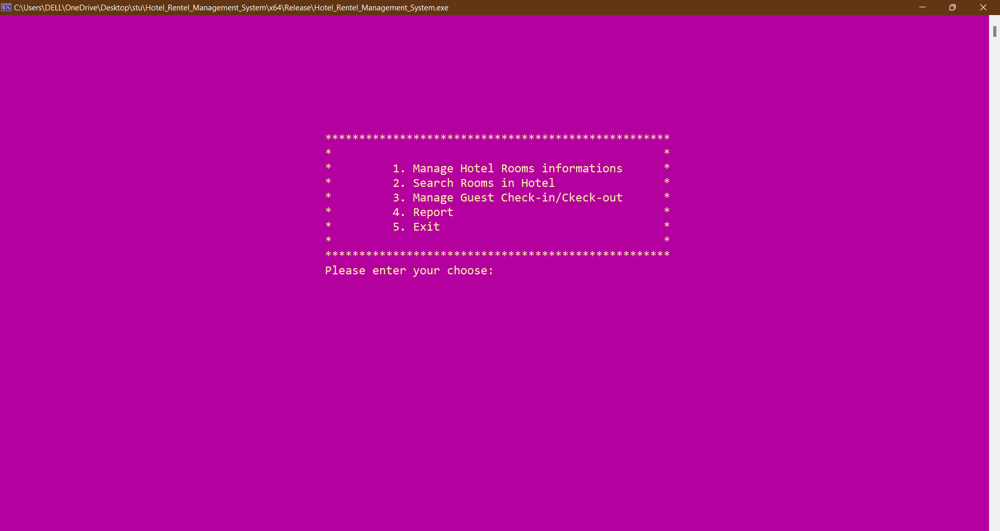 C:\Users\DELL\OneDrive\Desktop\stu\Hotel_Rentel_Management_System\x64\Release\Hotel_Rentel_Management_System.exe
***************************************************
* *
* 1. Manage Hotel Rooms informations *
* 2. Search Rooms in Hotel *
* 3. Manage Guest Check-in/Ckeck-out *
* 4. Report *
* 5. Exit *
* *
***************************************************
Please enter your choose: